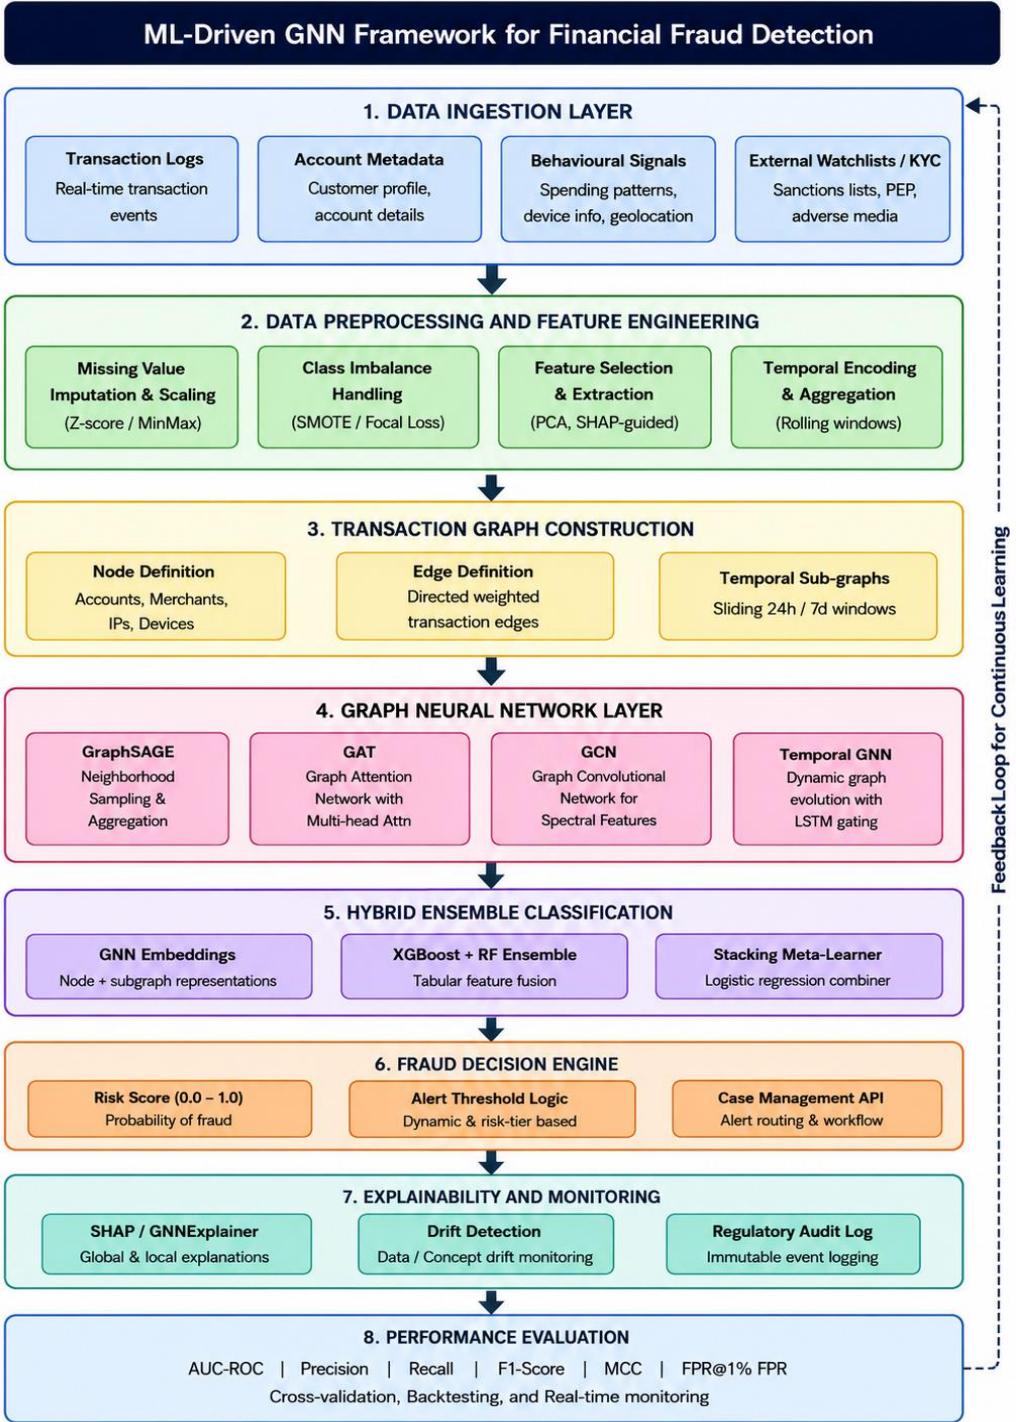 ML-Driven GNN Framework for Financial Fraud Detection
1. DATA INGESTION LAYER
Transaction Logs
Real-time transaction
events
Account Metadata
Customer profile,
account details
Behavioural Signals
Spending patterns,
device info, geolocation
External Watchlists / KYC
Sanctions lists, PEP,
adverse media
2. DATA PREPROCESSING AND FEATURE ENGINEERING
Missing Value
Imputation & Scaling
(Z-score / MinMax)
Class Imbalance
Handling
(SMOTE / Focal Loss)
Feature Selection
& Extraction
(PCA, SHAP-guided)
Temporal Encoding
& Aggregation
(Rolling windows)
3. TRANSACTION GRAPH CONSTRUCTION
Node Definition
Accounts, Merchants,
IPs, Devices
Edge Definition
Directed weighted
transaction edges
Temporal Sub-graphs
Sliding 24h / 7d windows
4. GRAPH NEURAL NETWORK LAYER
GraphSAGE
Neighborhood
Sampling &
Aggregation
GAT
Graph Attention
Network with
Multi-head Attn
GCN
Graph Convolutional
Network for
Spectral Features
Temporal GNN
Dynamic graph
evolution with
LSTM gating
5. HYBRID ENSEMBLE CLASSIFICATION
GNN Embeddings
Node + subgraph representations
XGBoost + RF Ensemble
Tabular feature fusion
Stacking Meta-Learner
Logistic regression combiner
6. FRAUD DECISION ENGINE
Risk Score (0.0 – 1.0)
Probability of fraud
Alert Threshold Logic
Dynamic & risk-tier based
Case Management API
Alert routing & workflow
7. EXPLAINABILITY AND MONITORING
SHAP / GNNExplainer
Global & local explanations
Drift Detection
Data / Concept drift monitoring
Regulatory Audit Log
Immutable event logging
8. PERFORMANCE EVALUATION
AUC-ROC | Precision | Recall | F1-Score | MCC | FPR@1% FPR
Cross-validation, Backtesting, and Real-time monitoring
Feedback Loop for Continuous Learning